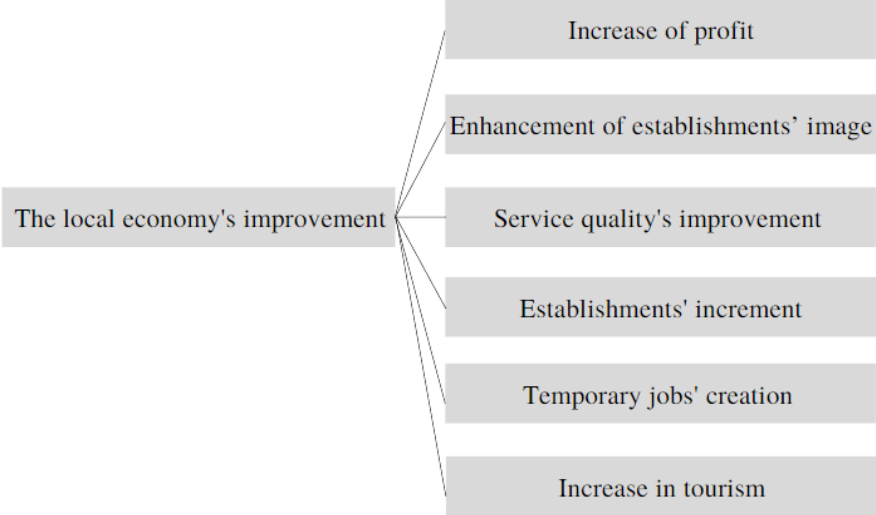 Increase of profit
Enhancement of establishments’ image
The local economy's improvement
Service quality's improvement
Establishments' increment
Temporary jobs' creation
Increase in tourism